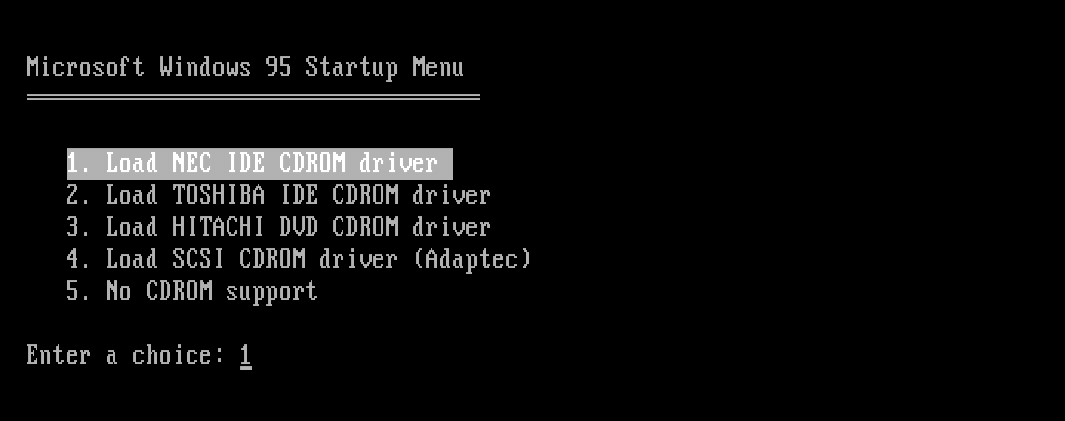 Microsoft Windows 95 Startup Menu
1. Load NEC IDE CDROM driver
2. Load TOSHIBA IDE CDROM driver
3. Load HITACHI DVD CDROM driver
4. Load SCSI CDROM driver (Adaptec)
5. No CDROM support
Enter a choice: 1